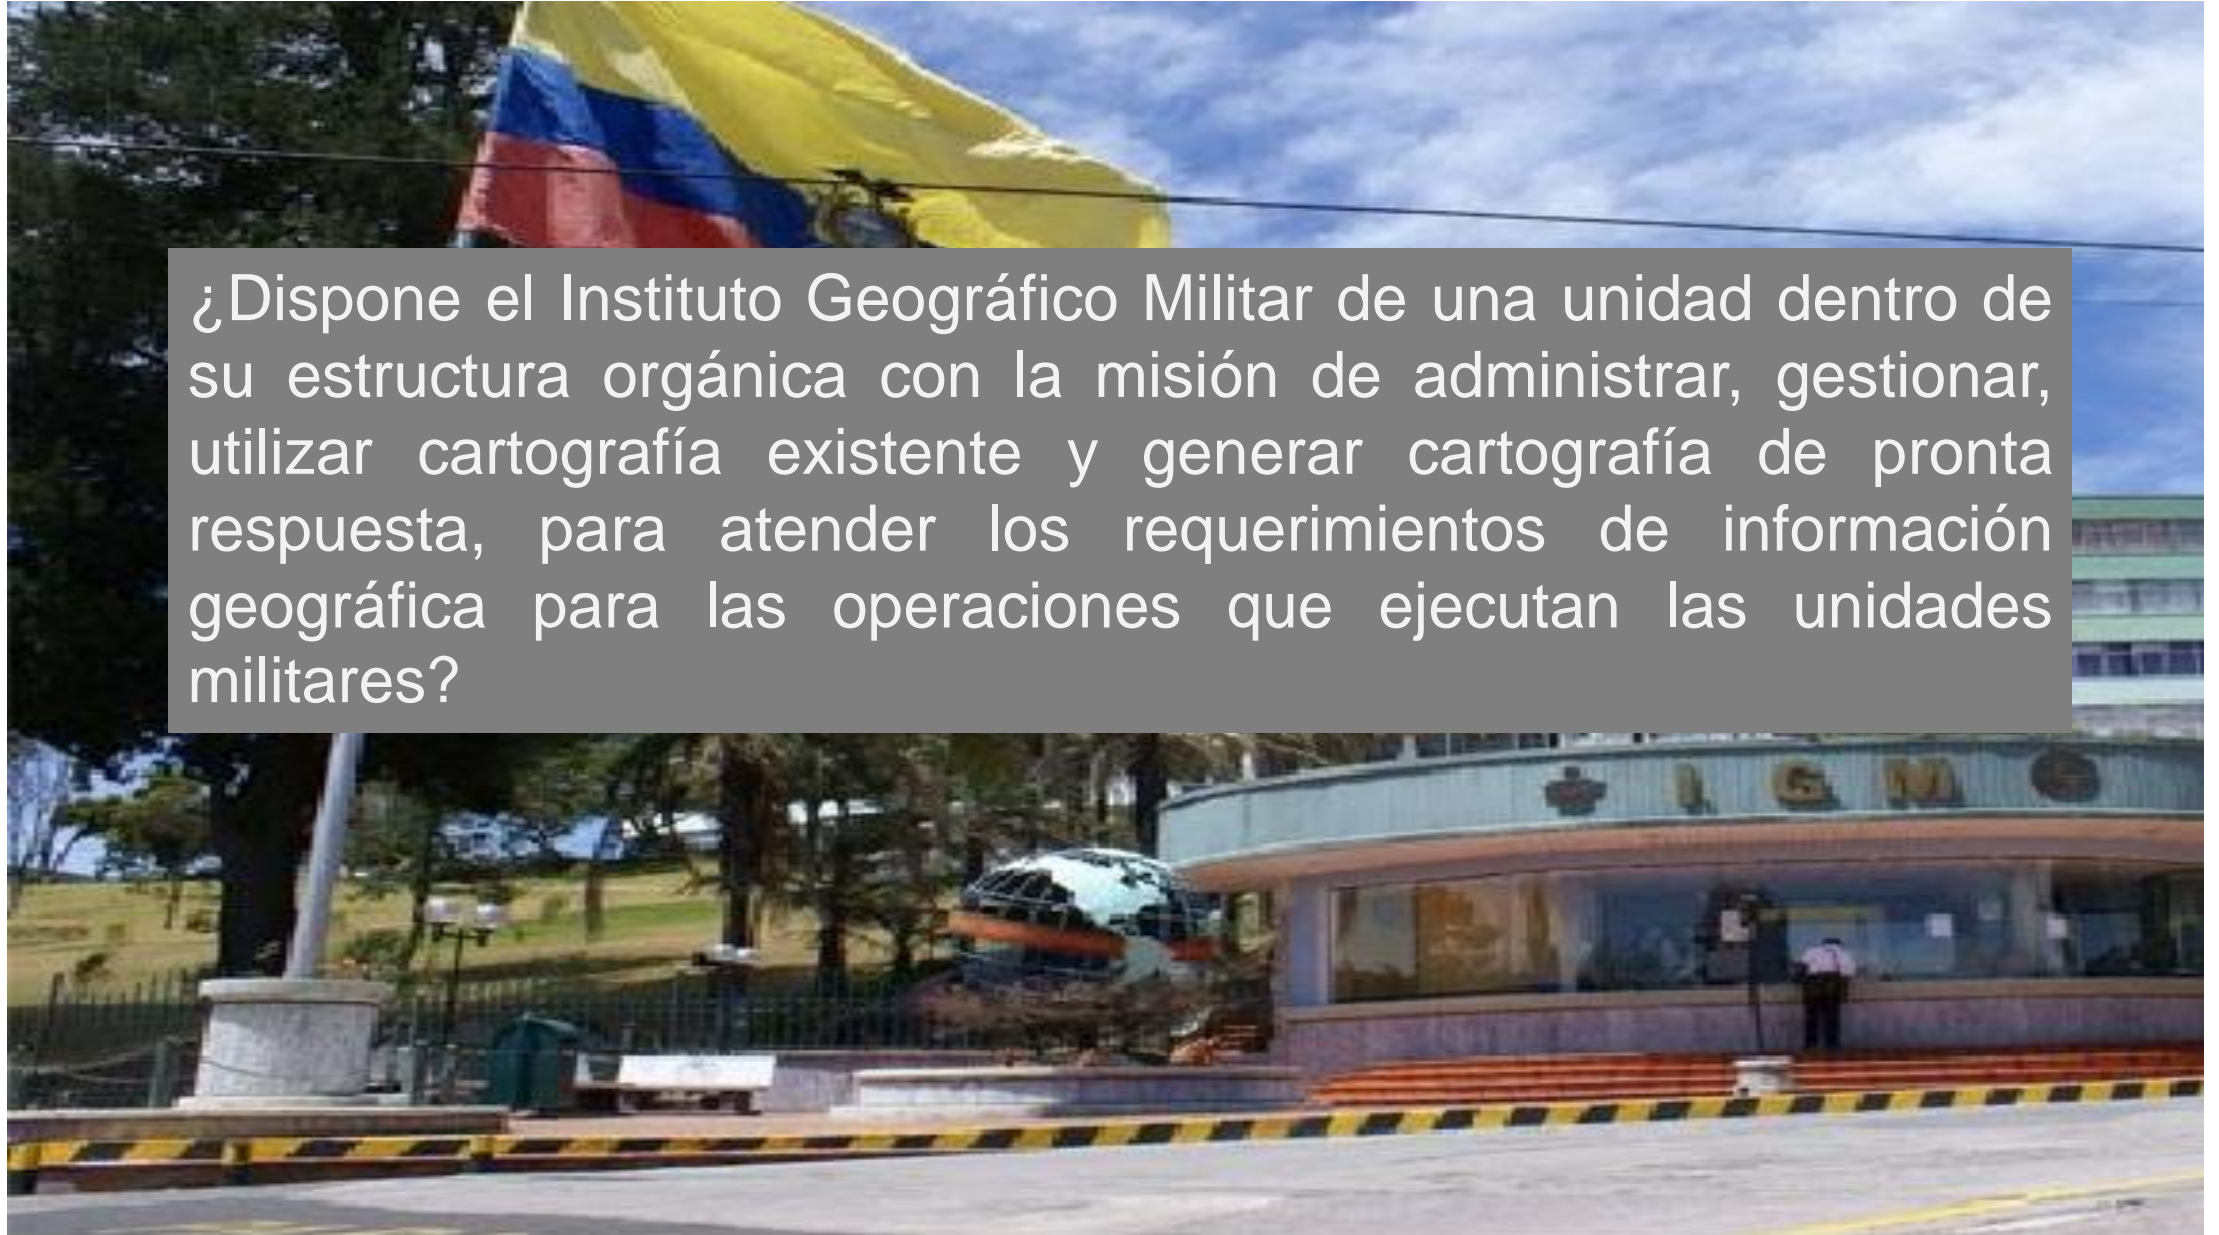 ¿Dispone el Instituto Geográfico Militar de una unidad dentro de
su estructura orgánica con la misión de administrar, gestionar,
utilizar cartografía existente y generar cartografía de pronta
respuesta, para atender los requerimientos de información
geográfica para las operaciones que ejecutan las unidades
militares?
I G M